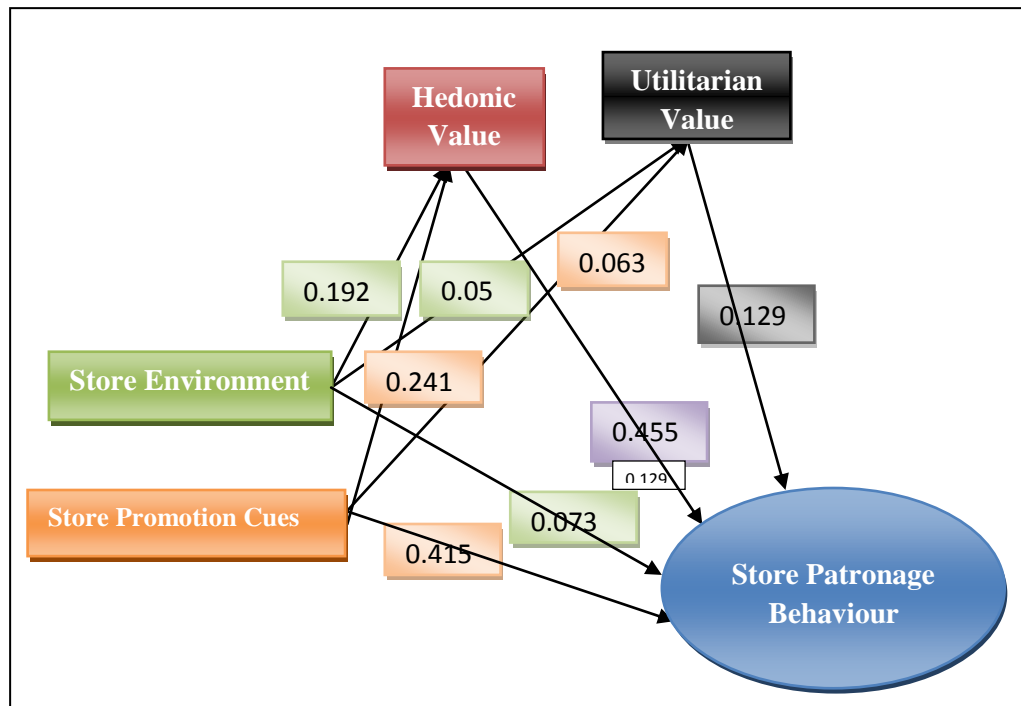 Hedonic
Value
Utilitarian
Value
0.192
0.05
0.063
0.129
Store Environment
0.241
0.455
0.129
Store Promotion Cues
0.073
0.415
Store Patronage
Behaviour